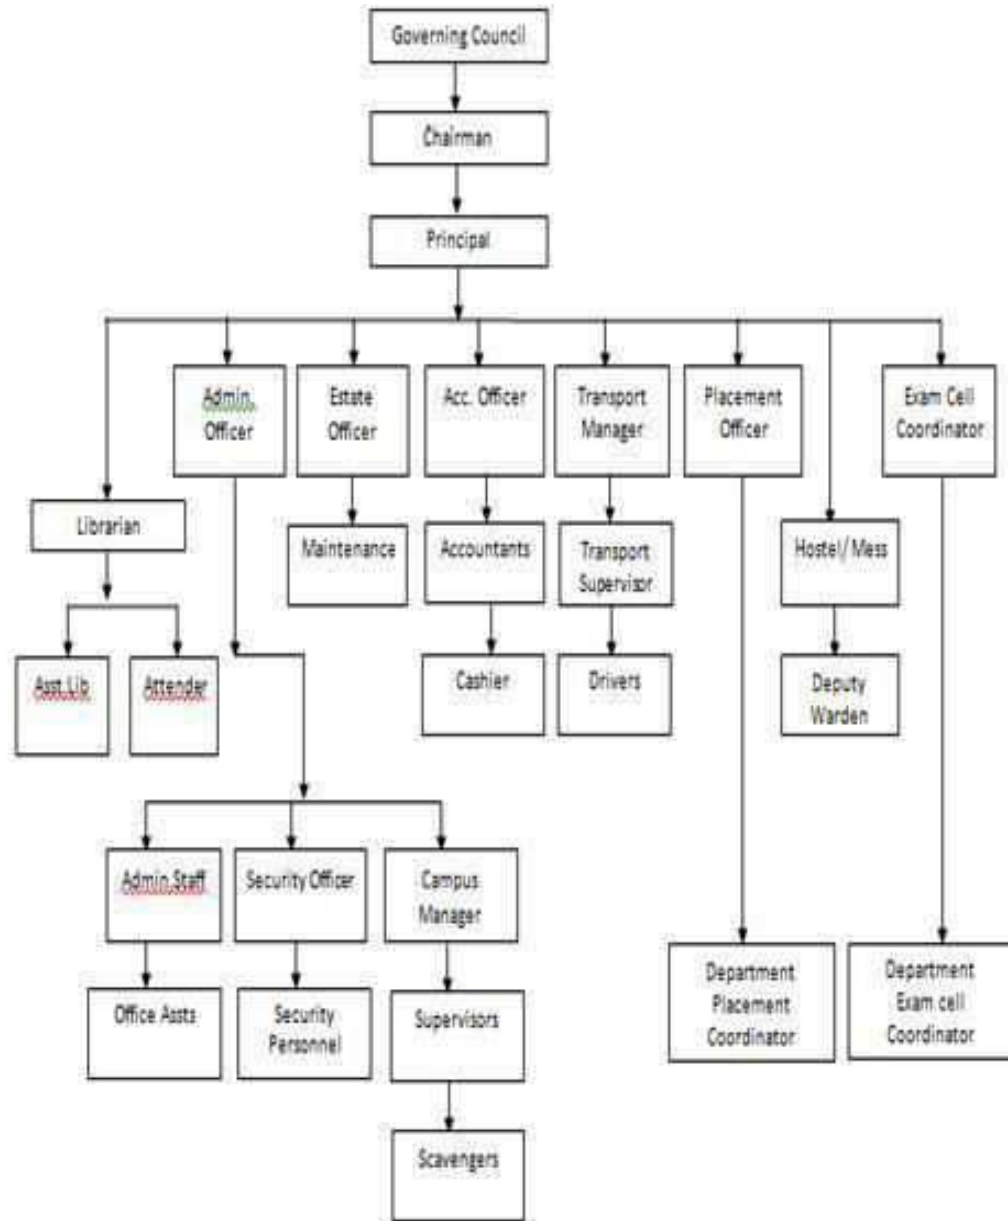 Governing Council
Chairman
Principal
Admin.
Officer
Estate
Officer
Acc. Officer
Transport
Manager
Placement
Officer
Exam Cell
Coordinator
Librarian
Maintenance
Accountants
Transport
Supervisor
Hostel/ Mess
Asst.Lib
Attender
Cashier
Drivers
Deputy
Warden
Admin.Staff
Security Officer
Campus
Manager
Department
Placement
Coordinator
Department
Exam cell
Coordinator
Office Assts
Security
Personnel
Supervisors
Scavengers